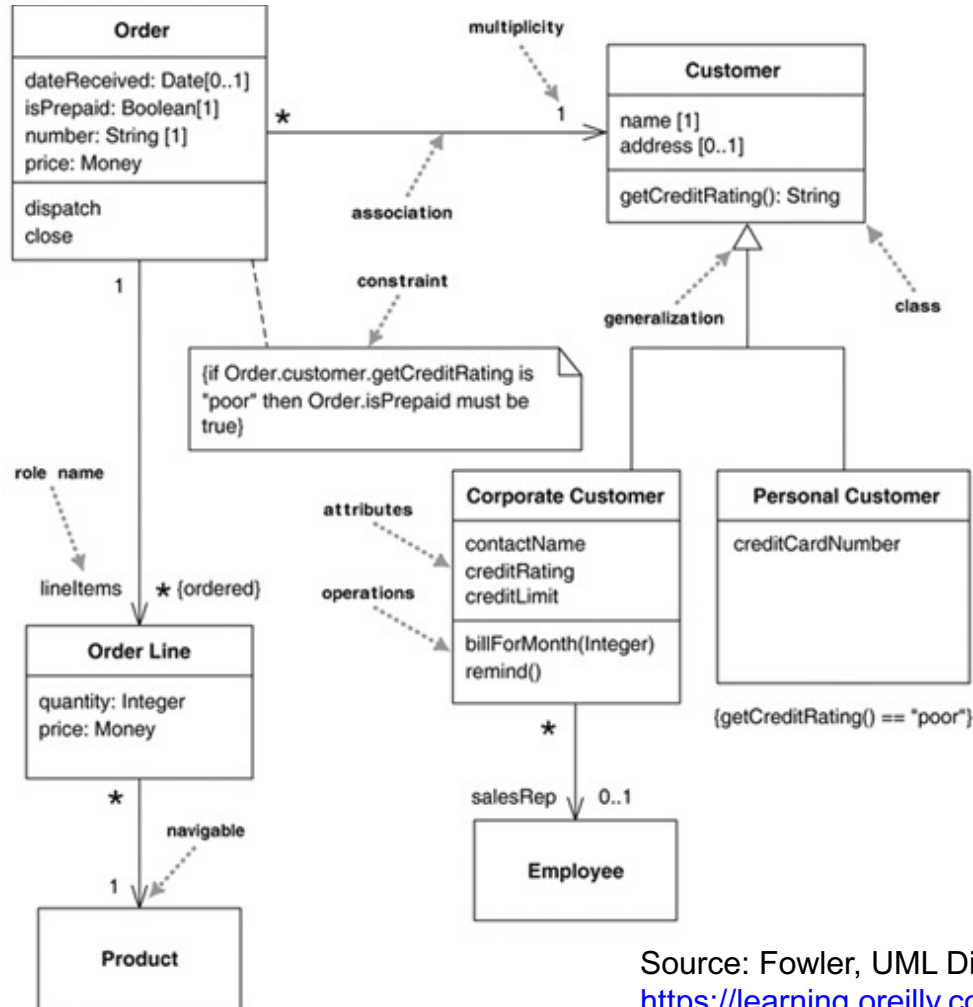 Order
dateReceived: Date[0..1]
isPrepaid: Boolean[1]
number: String [1]
price: Money
dispatch
close
multiplicity
*
1
association
Customer
name [1]
address [0..1]
getCreditRating(): String
class
generalization
constraint
{if Order.customer.getCreditRating is
"poor" then Order.isPrepaid must be
true}
1
role name
lineItems
* {ordered}
Order Line
quantity: Integer
price: Money
*
navigable
1
Product
attributes
operations
Corporate Customer
contactName
creditRating
creditLimit
billForMonth(Integer)
remind()
*
salesRep
0..1
Employee
Personal Customer
creditCardNumber
{getCreditRating() == "poor"}
Source: Fowler, UML Di
https://learning.oreilly.co